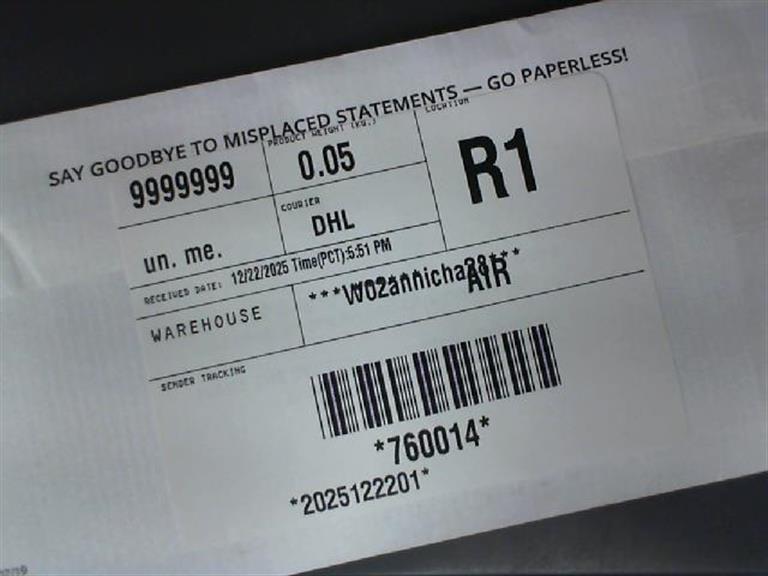 SAY GOODBYE TO MISPLACED STATEMENTS — GO PAPERLESS!
9999999
PRODUCT WEIGHT (KG.)
0.05
LOCATION
R1
un. me.
COURIER
DHL
RECEIVED DATE: 12/22/2025 Time(PCT):5:51 PM
WAREHOUSE
AIR
SENDER TRACKING
*760014*
*2025122201*